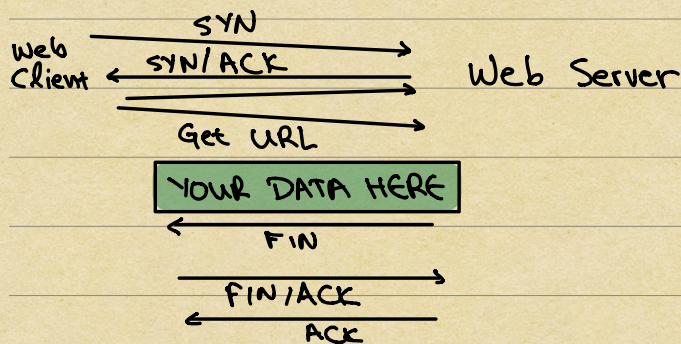 SYN
Web
Client
SYN/ACK
Web Server
Get URL
YOUR DATA HERE
FIN
FIN/ACK
ACK